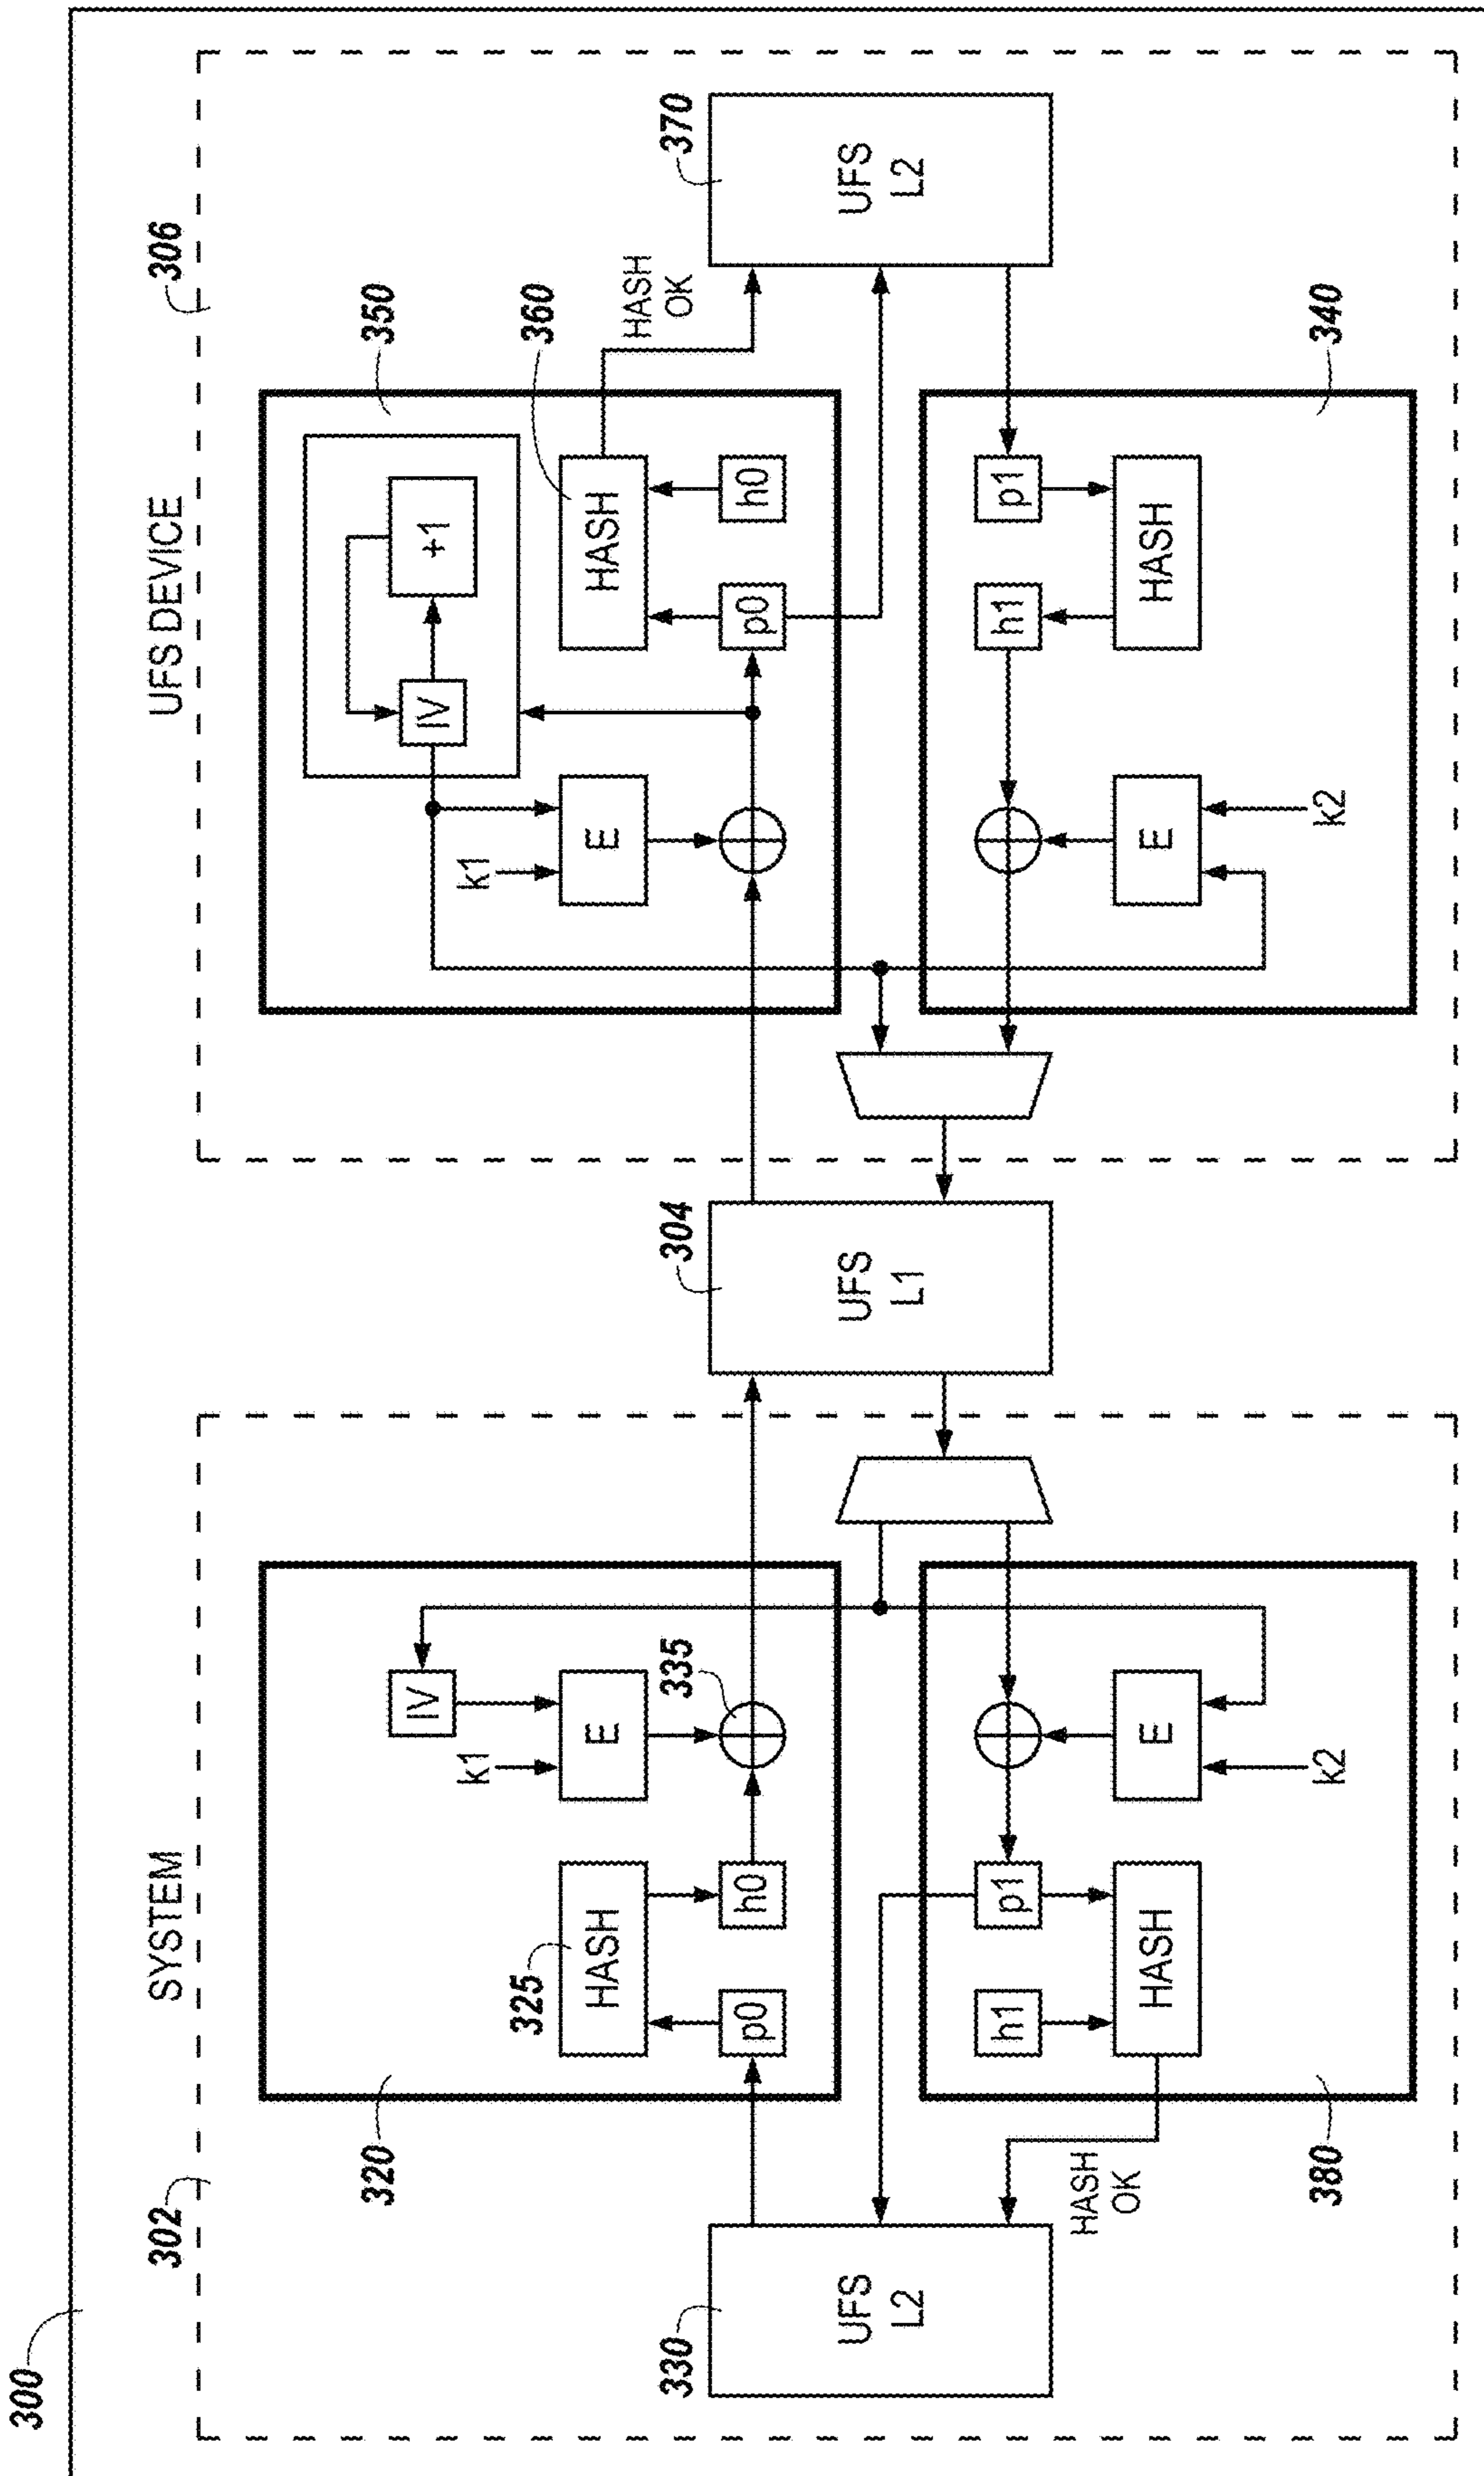 300
302
SYSTEM
UFS DEVICE
306
320
IV
k1
E
325
HASH
p0
h0
335
330
UFS
L2
HASH
OK
h1
p1
HASH
E
k2
380
304
UFS
L1
350
IV
+1
k1
E
360
HASH
p0
h0
HASH
OK
370
UFS
L2
h1
p1
E
HASH
k2
340